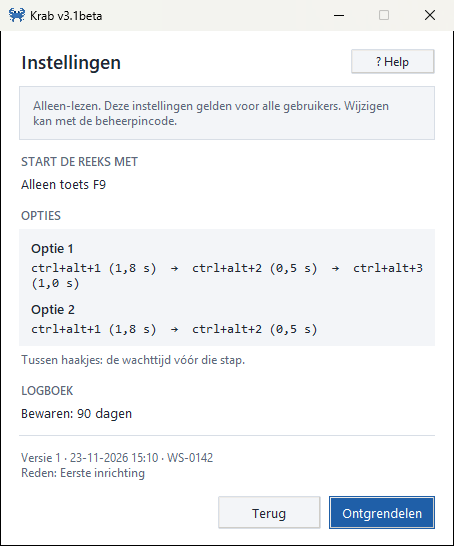 Krab v3.1beta
Instellingen
? Help
Alleen-lezen. Deze instellingen gelden voor alle gebruikers. Wijzigen
kan met de beheerpincode.
START DE REEKS MET
Alleen toets F9
OPTIES
Optie 1
ctrl+alt+1 (1,8 s) → ctrl+alt+2 (0,5 s) → ctrl+alt+3
(1,0 s)
Optie 2
ctrl+alt+1 (1,8 s) → ctrl+alt+2 (0,5 s)
Tussen haakjes: de wachttijd vóór die stap.
LOGBOEK
Bewaren: 90 dagen
Versie 1 · 23-11-2026 15:10 · WS-0142
Reden: Eerste inrichting
Terug
Ontgrendelen